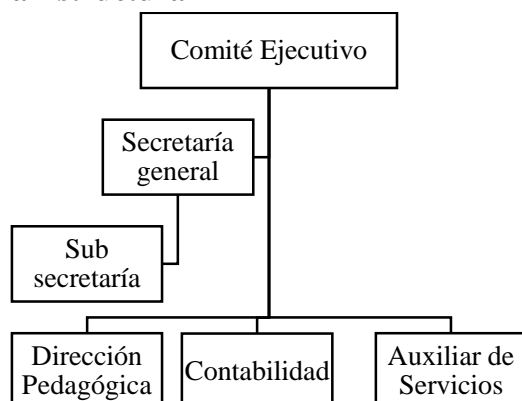 Comité Ejecutivo
Secretaría
general
Sub
secretaría
Dirección
Pedagógica
Contabilidad
Auxiliar de
Servicios